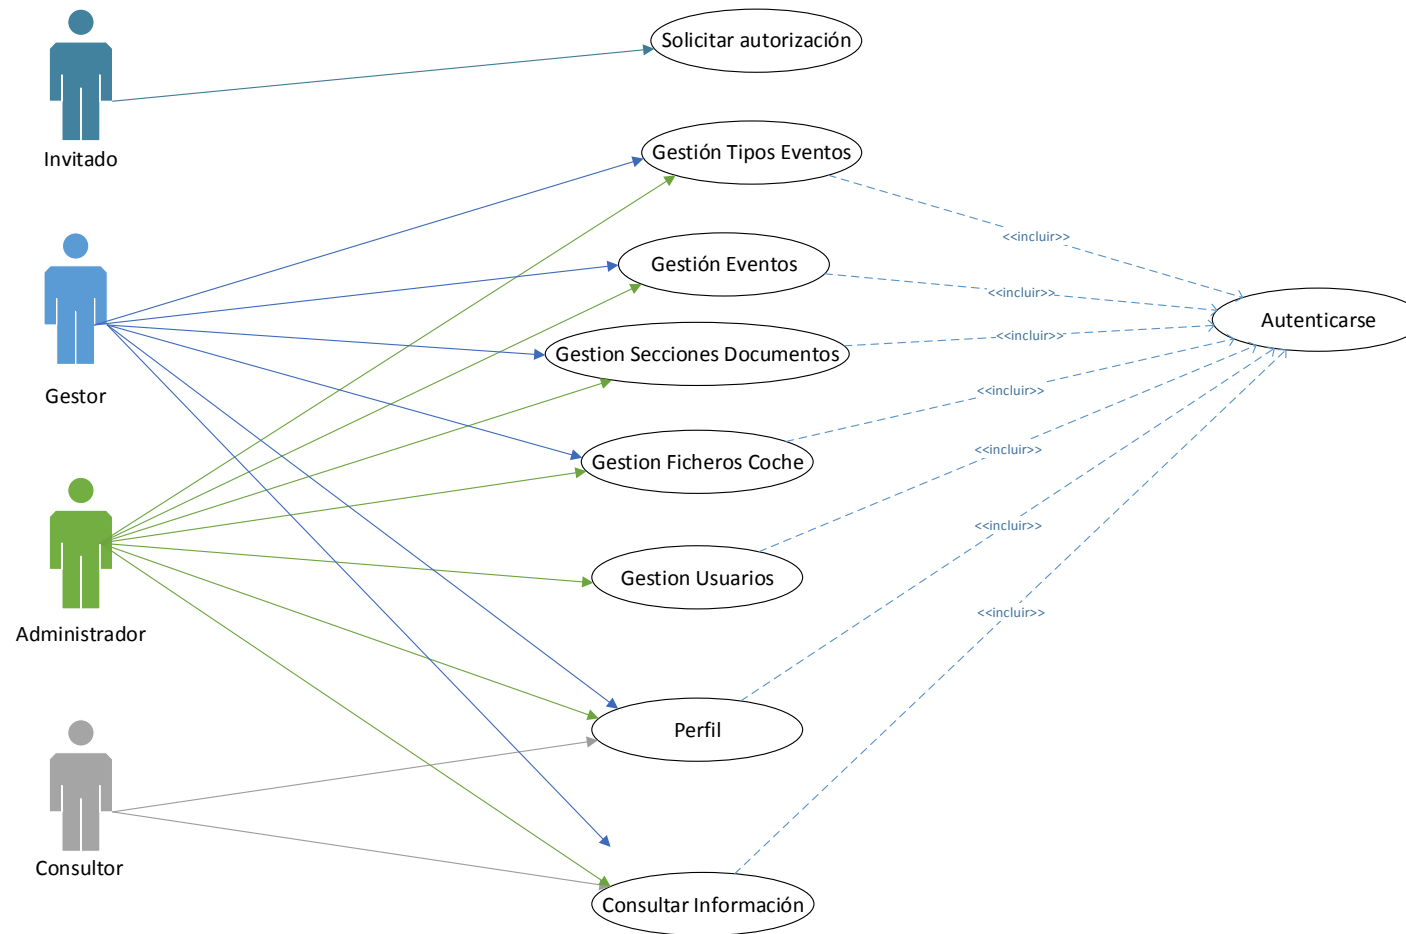 Solicitar autorización
Invitado
Gestión Tipos Eventos
<<incluir>>
Gestión Eventos
<<incluir>>
Autenticarse
<<incluir>>
Gestion Secciones Documentos
Gestor
<<incluir>>
Gestion Ficheros Coche
<<incluir>>
<<incluir>>
Gestion Usuarios
<<incluir>>
Administrador
Perfil
Consultor
Consultar Información